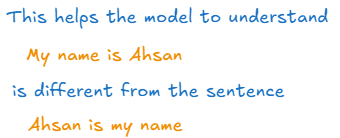 This helps the model to understand
My name is Ahsan
is different from the sentence
Ahsan is my name